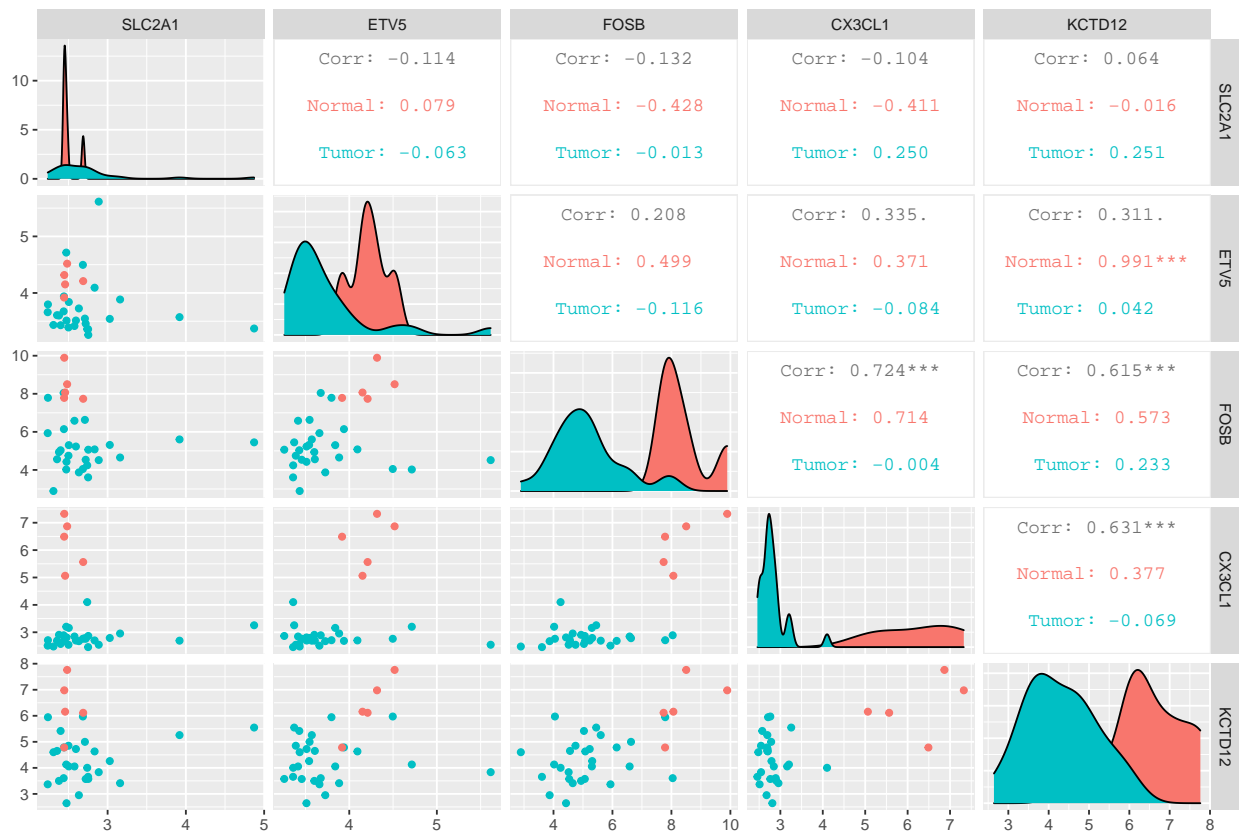 SLC2A1 ETV5 FOSB CX3CL1 KCTD12
Corr: -0.114 Corr: -0.132 Corr: -0.104 Corr: 0.064
10 Normal: 0.079 Normal: -0.428 Normal: -0.411 Normal: -0.016 SLC2A1
5 Tumor: -0.063 Tumor: -0.013 Tumor: 0.250 Tumor: 0.251
0
Corr: 0.208 Corr: 0.335. Corr: 0.311.
5 Normal: 0.499 Normal: 0.371 Normal: 0.991*** ETV5
4 Tumor: -0.116 Tumor: -0.084 Tumor: 0.042
10 Corr: 0.724*** Corr: 0.615***
8 Normal: 0.714 Normal: 0.573 FOSB
6 Tumor: -0.004 Tumor: 0.233
4
7 Corr: 0.631***
6 Normal: 0.377 CX3CL1
5 Tumor: -0.069
4
3
8
7
6 KCTD12
5
4
3
3 4 5 4 5 4 6 8 10 3 4 5 6 7 3 4 5 6 7 8